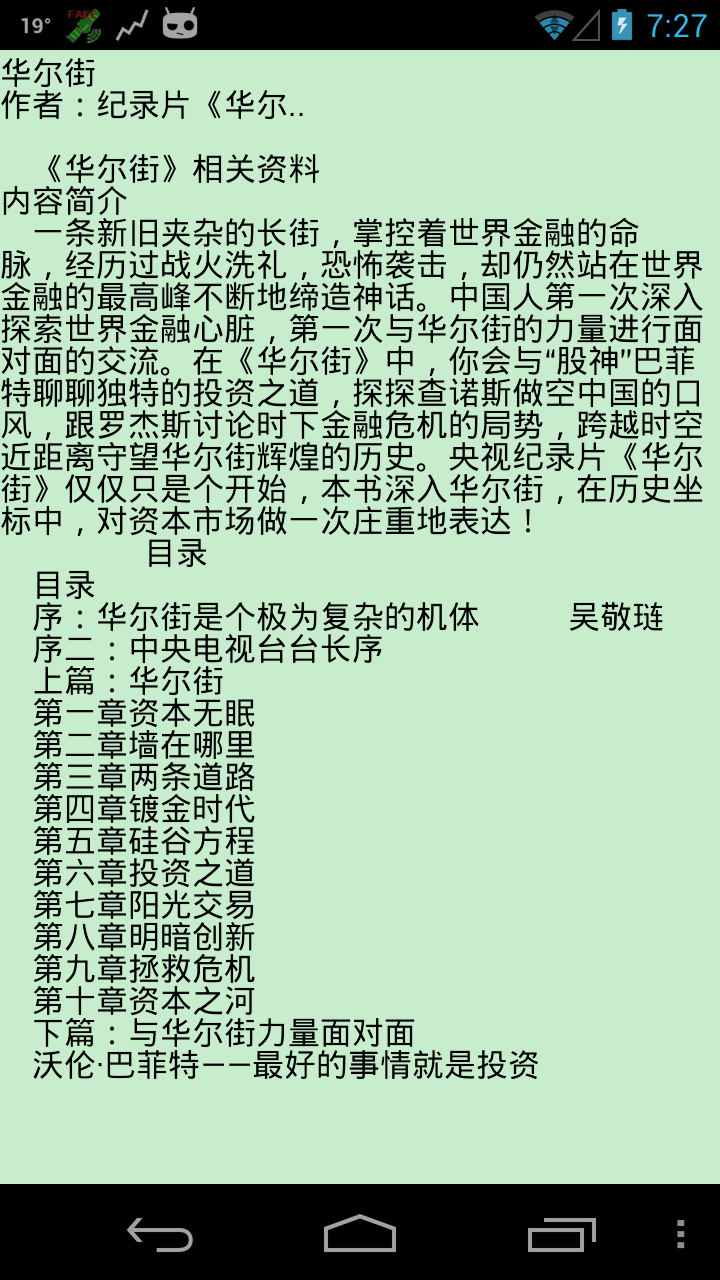 19°
FAKE
7:27
华尔街
作者：纪录片《华尔..
《华尔街》相关资料
内容简介
一条新旧夹杂的长街，掌控着世界金融的命
脉，经历过战火洗礼，恐怖袭击，却仍然站在世界
金融的最高峰不断地缔造神话。中国人第一次深入
探索世界金融心脏，第一次与华尔街的力量进行面
对面的交流。在《华尔街》中，你会与“股神”巴菲
特聊聊独特的投资之道，探探查诺斯做空中国的口
风，跟罗杰斯讨论时下金融危机的局势，跨越时空
近距离守望华尔街辉煌的历史。央视纪录片《华尔
街》仅仅只是个开始，本书深入华尔街，在历史坐
标中，对资本市场做一次庄重地表达！
目录
目录
序：华尔街是个极为复杂的机体 吴敬琏
序二：中央电视台台长序
上篇：华尔街
第一章资本无眠
第二章墙在哪里
第三章两条道路
第四章镀金时代
第五章硅谷方程
第六章投资之道
第七章阳光交易
第八章明暗创新
第九章拯救危机
第十章资本之河
下篇：与华尔街力量面对面
沃伦·巴菲特——最好的事情就是投资